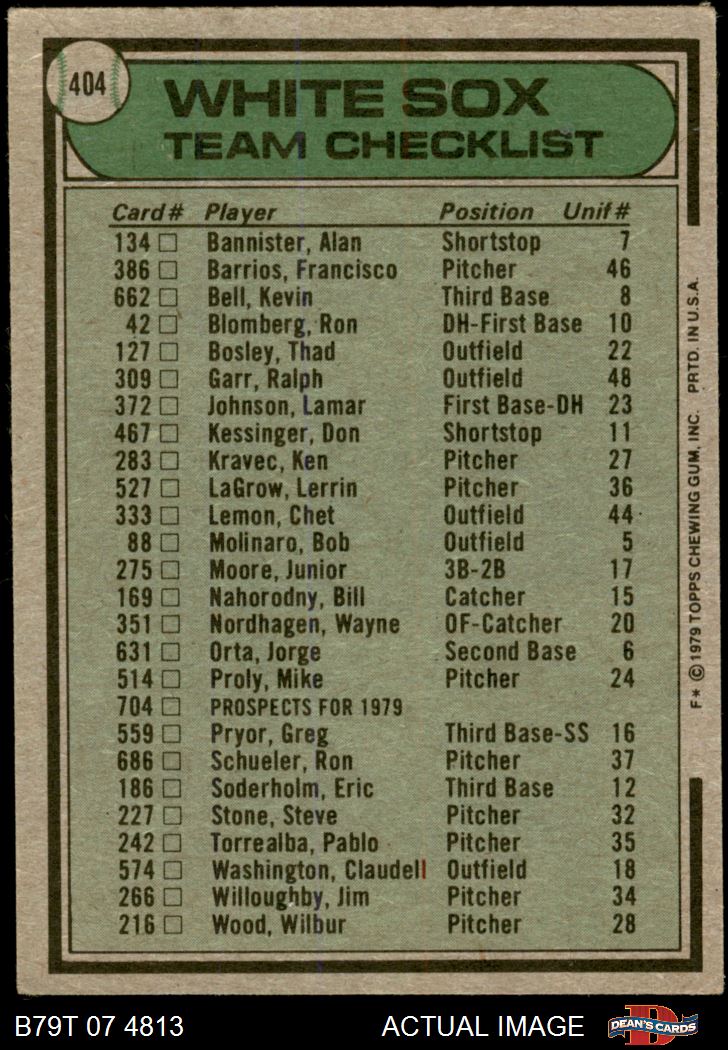 404
WHITE SOX
TEAM CHECKLIST
Card # Player Position Unif #
134 Bannister, Alan Shortstop 7
386 Barrios, Francisco Pitcher 46
662 Bell, Kevin Third Base 8
42 Blomberg, Ron DH-First Base 10
127 Bosley, Thad Outfield 22
309 Garr, Ralph Outfield 48
372 Johnson, Lamar First Base-DH 23
467 Kessinger, Don Shortstop 11
283 Kravec, Ken Pitcher 27
527 LaGrow, Lerrin Pitcher 36
333 Lemon, Chet Outfield 44
88 Molinaro, Bob Outfield 5
275 Moore, Junior 3B-2B 17
169 Nahorodny, Bill Catcher 15
351 Nordhagen, Wayne OF-Catcher 20
631 Orta, Jorge Second Base 6
514 Proly, Mike Pitcher 24
704 PROSPECTS FOR 1979
559 Pryor, Greg Third Base-SS 16
686 Schueler, Ron Pitcher 37
186 Soderholm, Eric Third Base 12
227 Stone, Steve Pitcher 32
242 Torrealba, Pablo Pitcher 35
574 Washington, Claudell Outfield 18
266 Willoughby, Jim Pitcher 34
216 Wood, Wilbur Pitcher 28
F* © 1979 TOPPS CHEWING GUM, INC. PRTD. IN U.S.A.
B79T 07 4813 ACTUAL IMAGE
DEAN'S CARDS